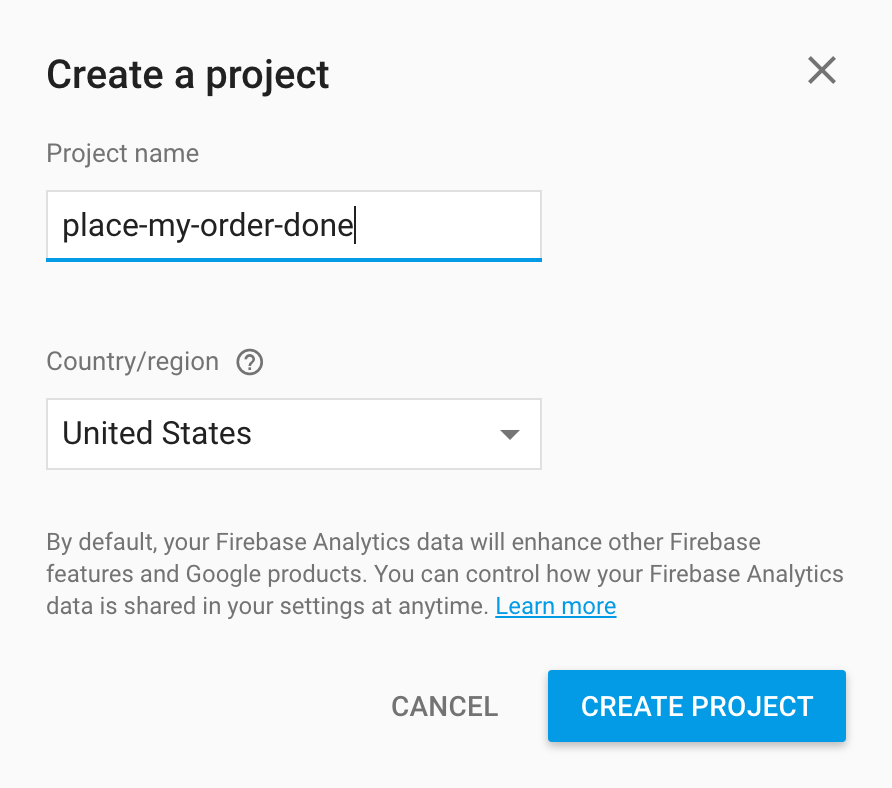 Create a project
Project name
place-my-order-done
Country/region
United States
By default, your Firebase Analytics data will enhance other Firebase
features and Google products. You can control how your Firebase Analytics
data is shared in your settings at anytime. Learn more
CANCEL CREATE PROJECT